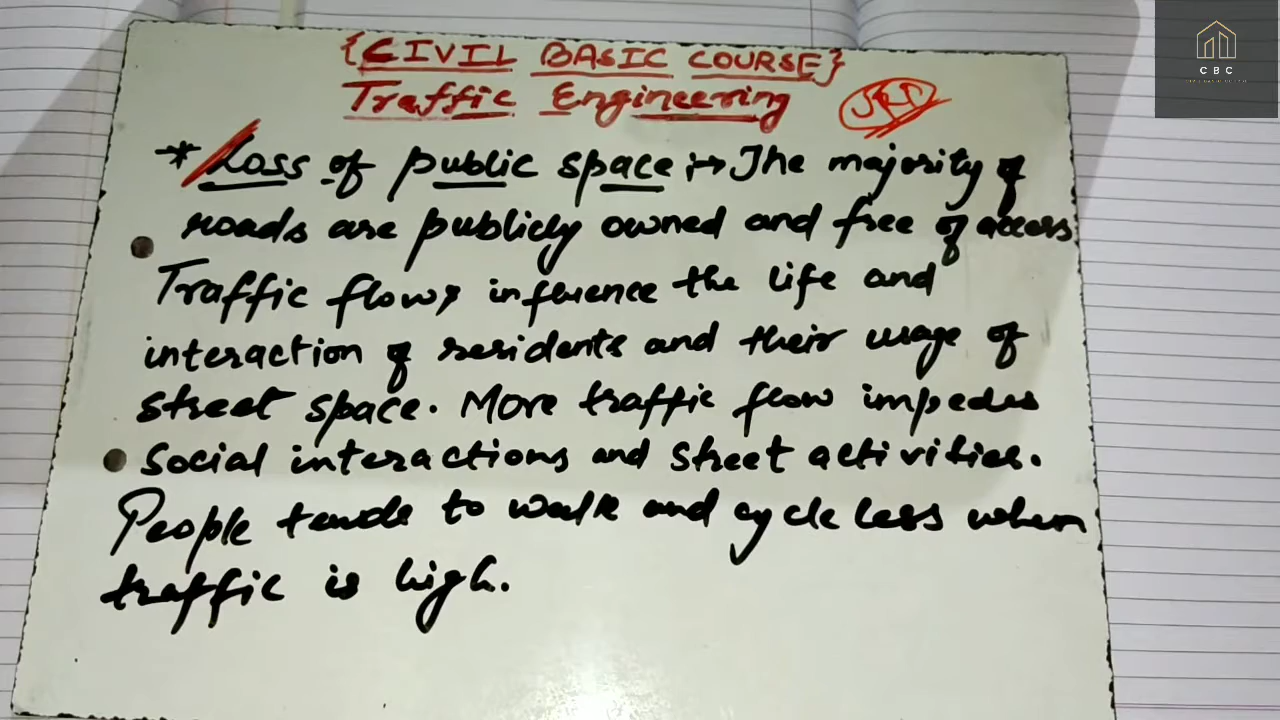 {CIVIL BASIC COURSE}
Traffic Engineering
* Loss of public space :→ The majority of
roads are publicly owned and free of access
Traffic flows influence the life and
interaction of residents and their usage of
street space. More traffic flow impedes
Social interactions and street activities.
People tends to walk and cycle less when
traffic is high.
CBC